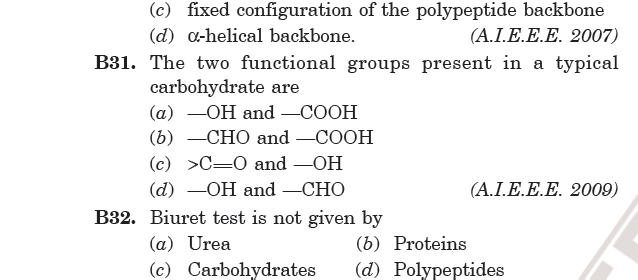 (c) fixed configuration of the polypeptide backbone
(d) α-helical backbone. (A.I.E.E.E. 2007)
B31. The two functional groups present in a typical
carbohydrate are
(a) —OH and —COOH
(b) —CHO and —COOH
(c) >C=O and —OH
(d) —OH and —CHO (A.I.E.E.E. 2009)
B32. Biuret test is not given by
(a) Urea (b) Proteins
(c) Carbohydrates (d) Polypeptides